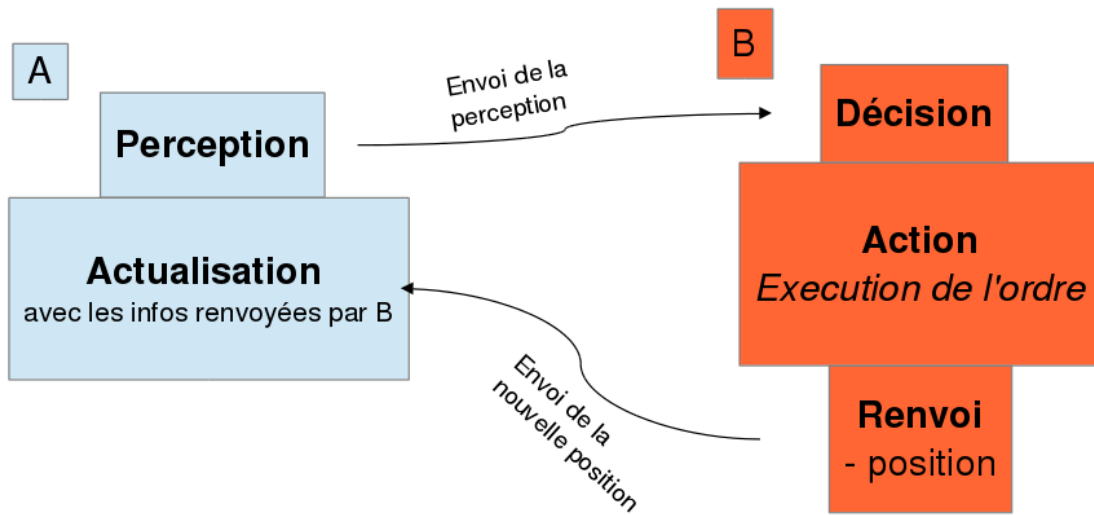 A
Perception
Actualisation
avec les infos renvoyées par B
Envoi de la
perception
B
Décision
Action
Execution de l'ordre
Renvoi
- position
Envoi de la
nouvelle position